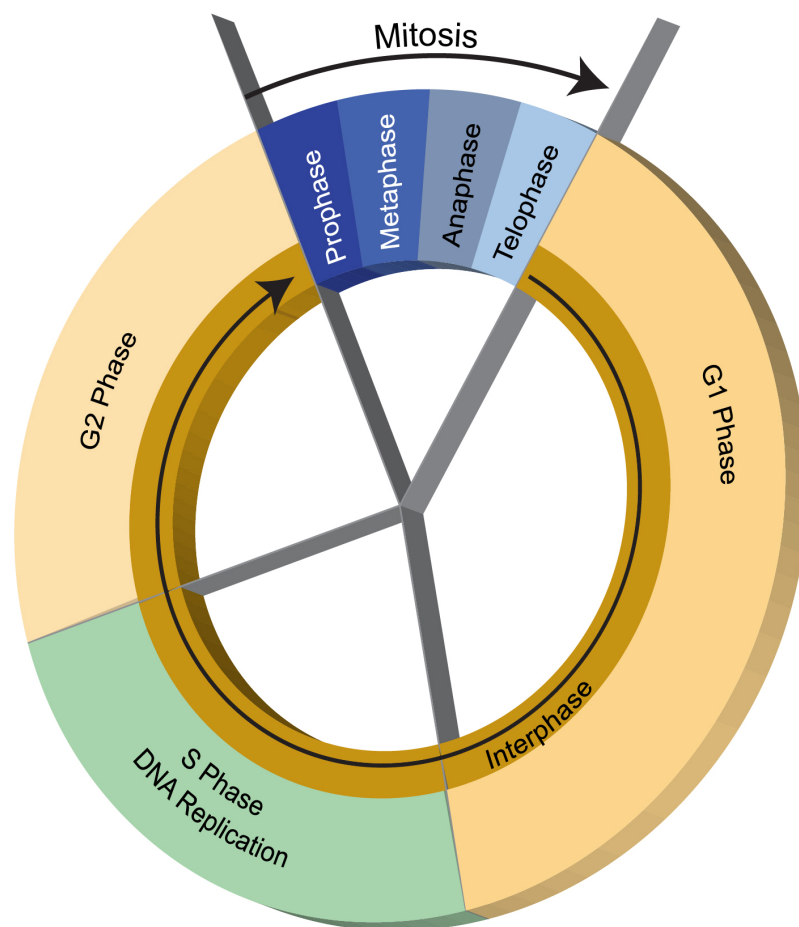 Mitosis
Prophase
Metaphase
Anaphase
Telophase
G1 Phase
Interphase
S Phase
DNA Replication
G2 Phase